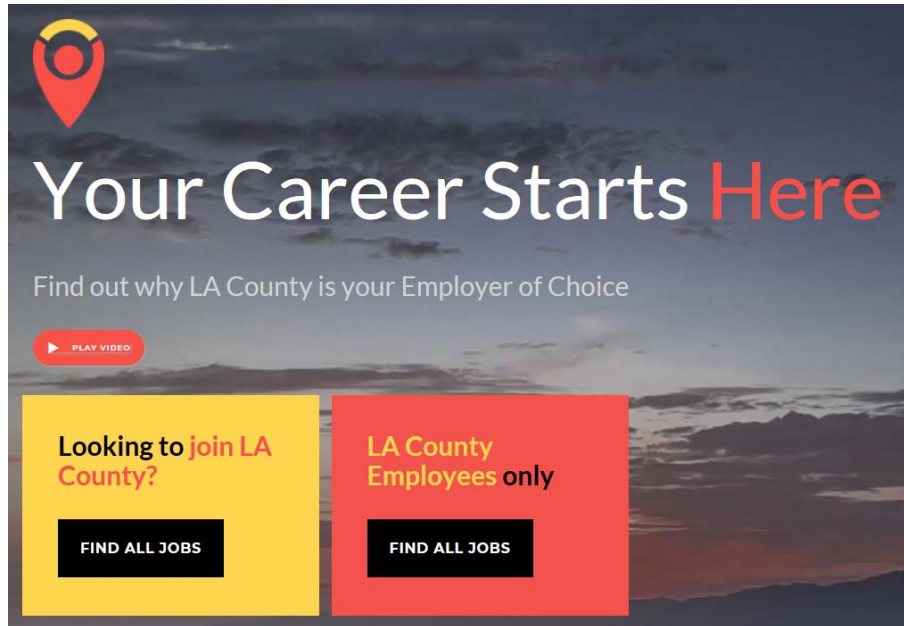 Your Career Starts Here
Find out why LA County is your Employer of Choice
PLAY VIDEO
Looking to join LA
County?
FIND ALL JOBS
LA County
Employees only
FIND ALL JOBS